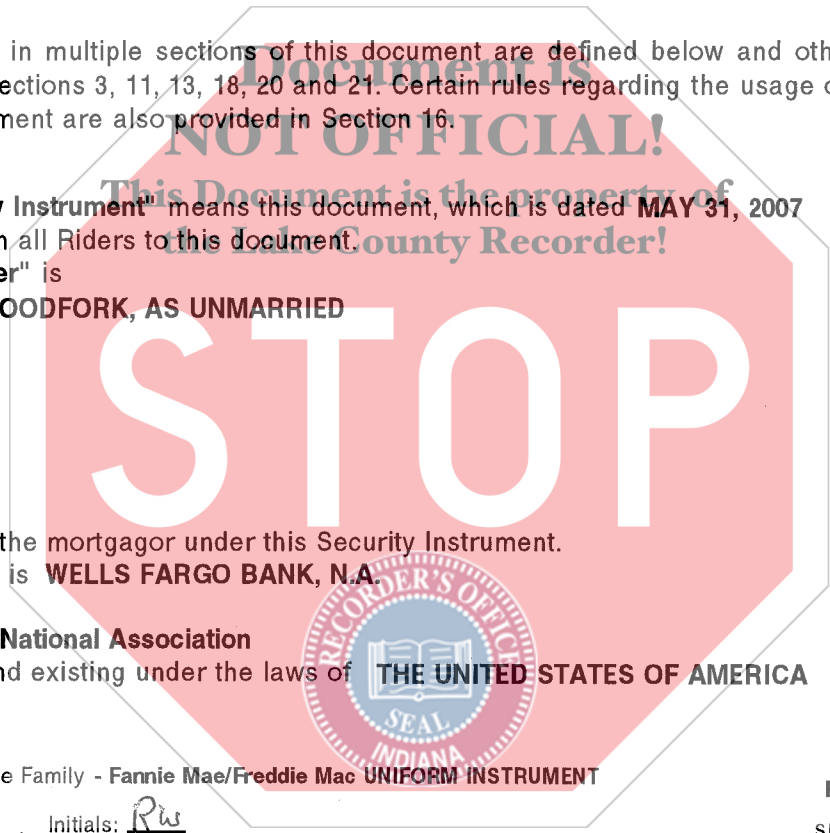 in multiple sections of this document are defined below and oth
ections 3, 11, 13, 18, 20 and 21. Certain rules regarding the usage o
ment are also provided in Section 16.
Document is
NOT OFFICIAL!
This Document is the property of
the Lake County Recorder!
y Instrument" means this document, which is dated MAY 31, 2007
h all Riders to this document.
er" is
OODFORK, AS UNMARRIED
STOP
the mortgagor under this Security Instrument.
is WELLS FARGO BANK, N.A.
National Association
nd existing under the laws of THE UNITED STATES OF AMERICA
RECORDER'S OFFICE
SEAL
INDIANA
e Family - Fannie Mae/Freddie Mac UNIFORM INSTRUMENT
Initials: RW